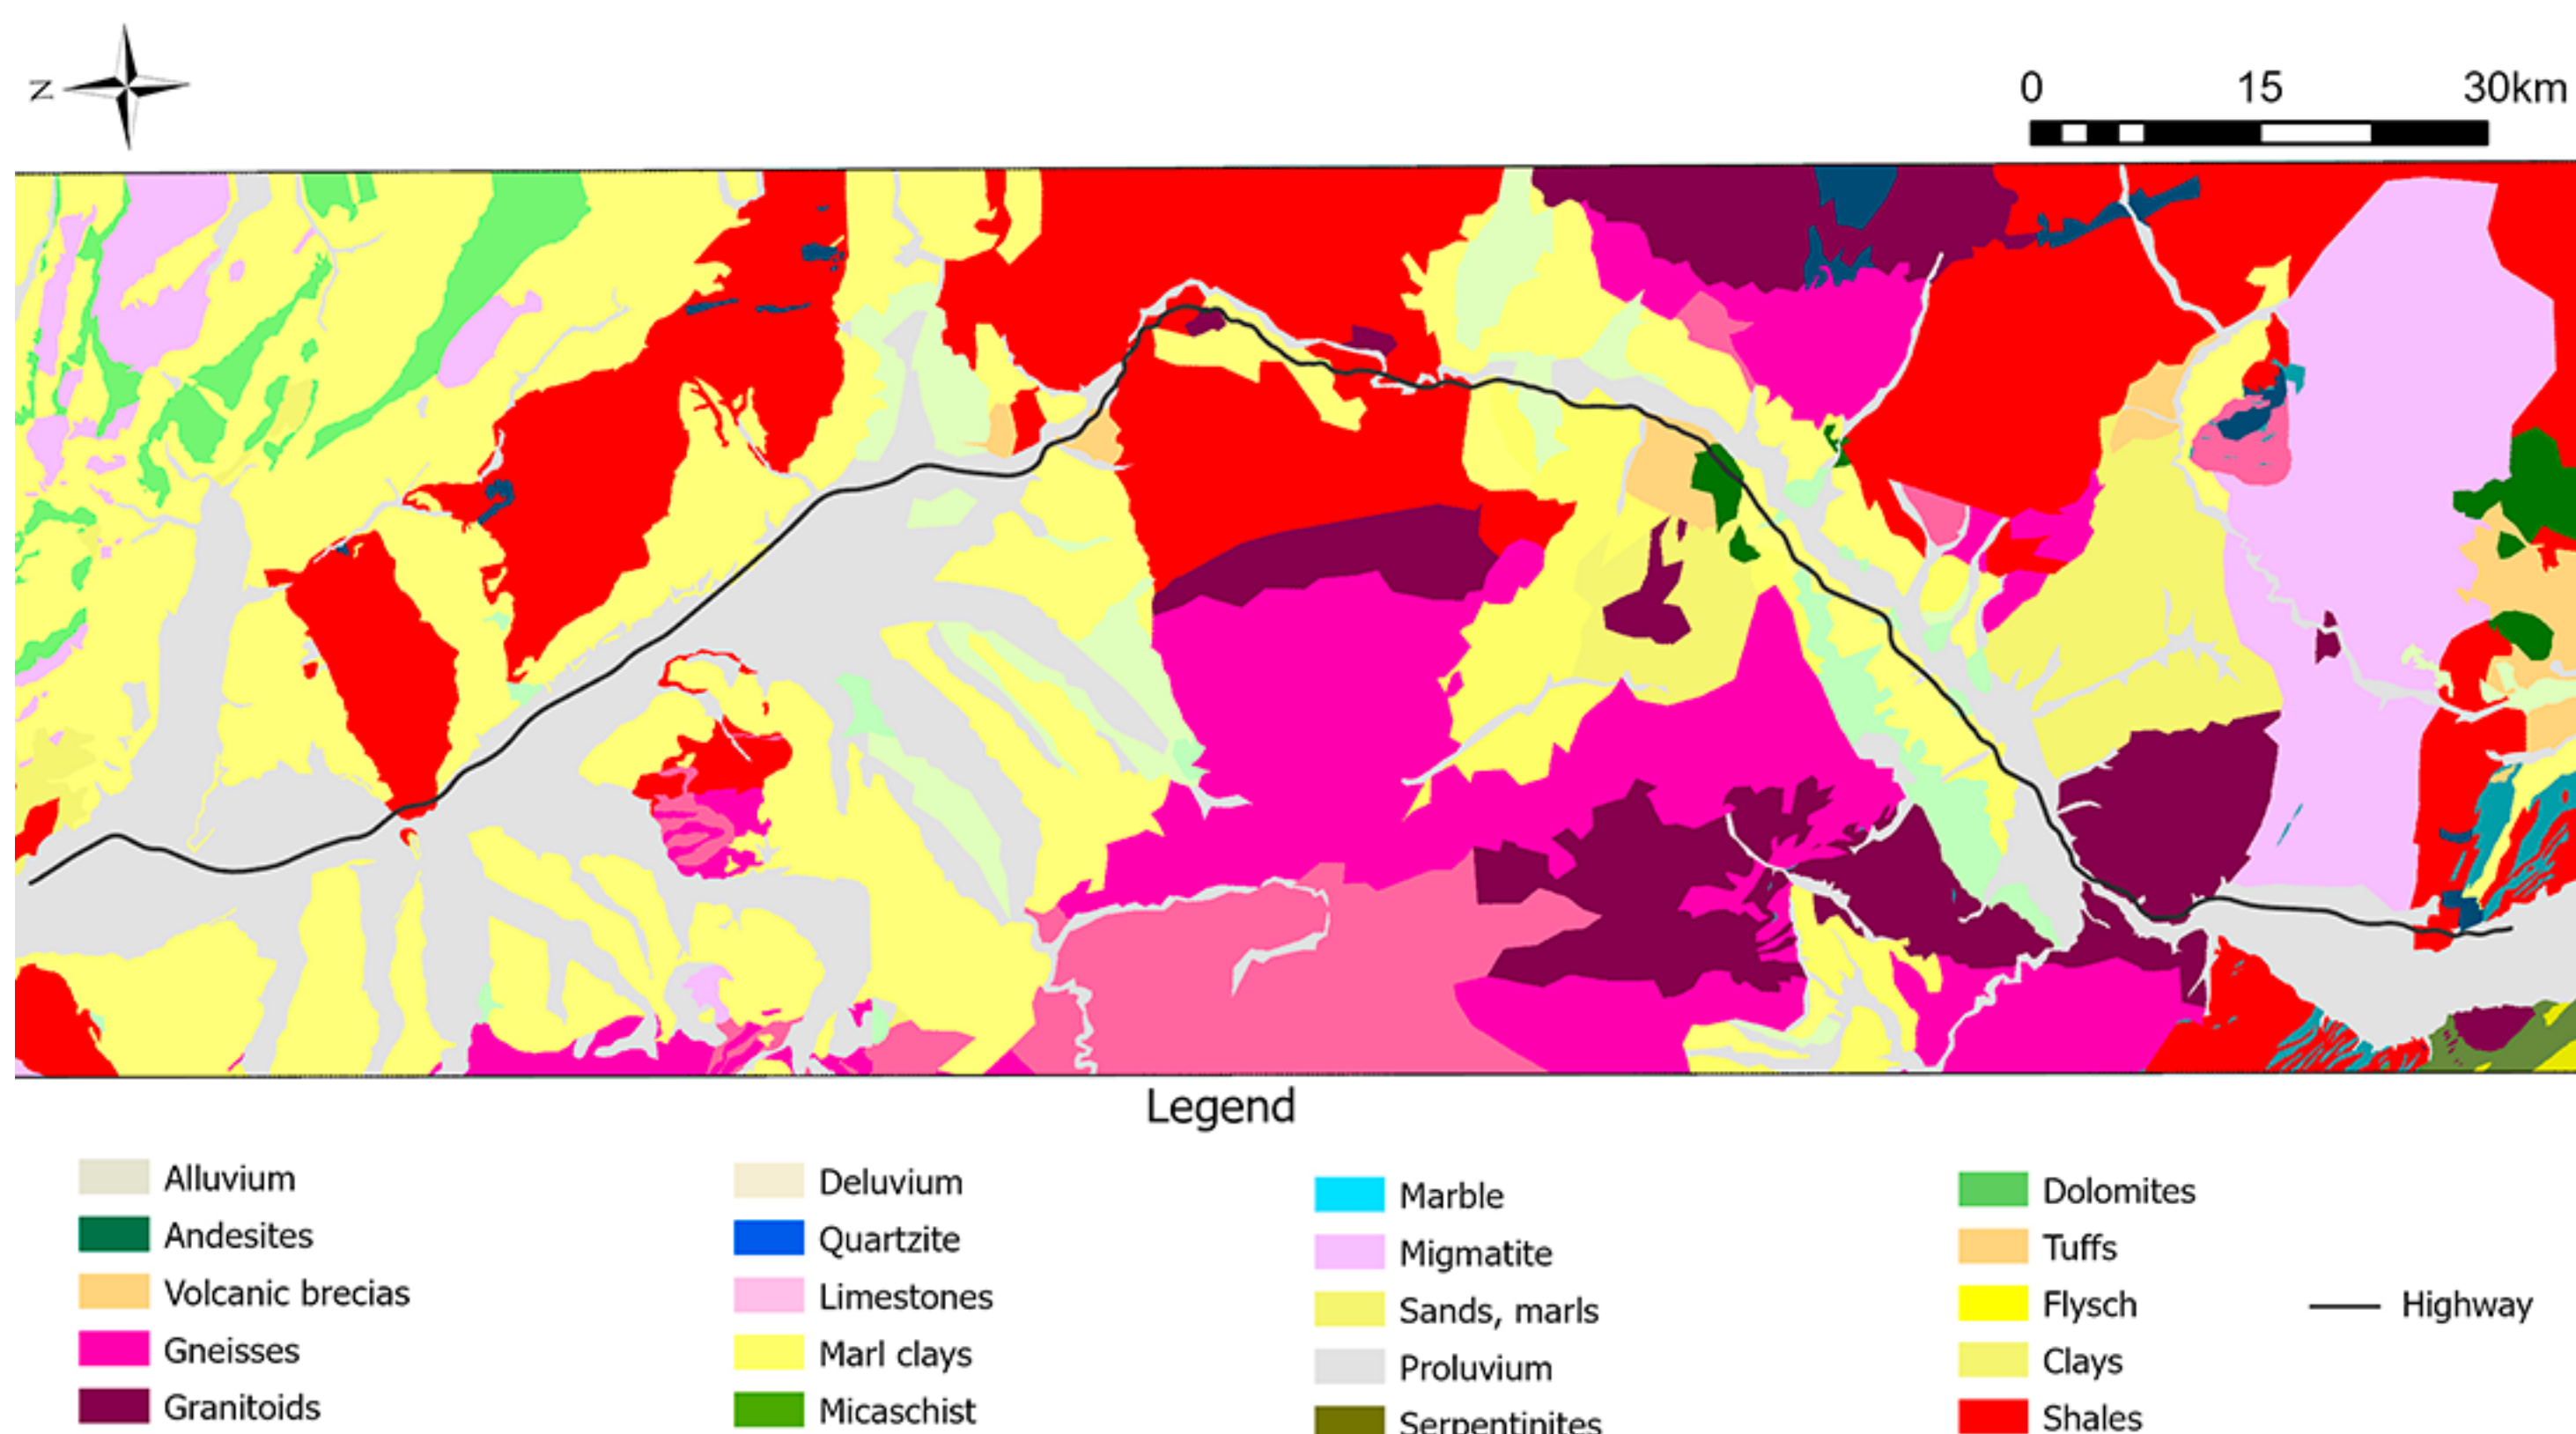 N
0 15 30km
Legend
Alluvium
Andesites
Volcanic brecias
Gneisses
Granitoids
Deluvium
Quartzite
Limestones
Marl clays
Micaschist
Marble
Migmatite
Sands, marls
Proluvium
Serpentinites
Dolomites
Tuffs
Flysch
Clays
Shales
Highway